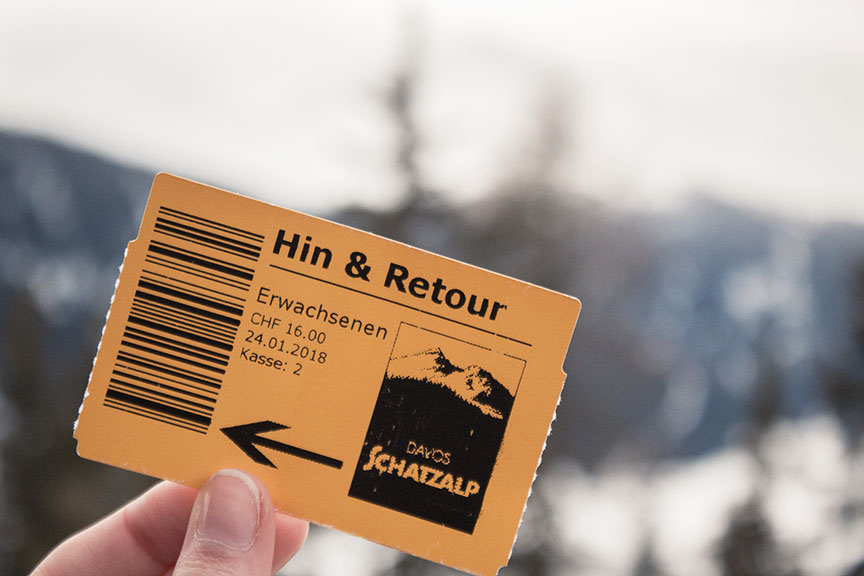 Hin & Retour
Erwachsenen
CHF 16.00
24.01.2018
Kasse: 2
DAVOS
SCHATZALP